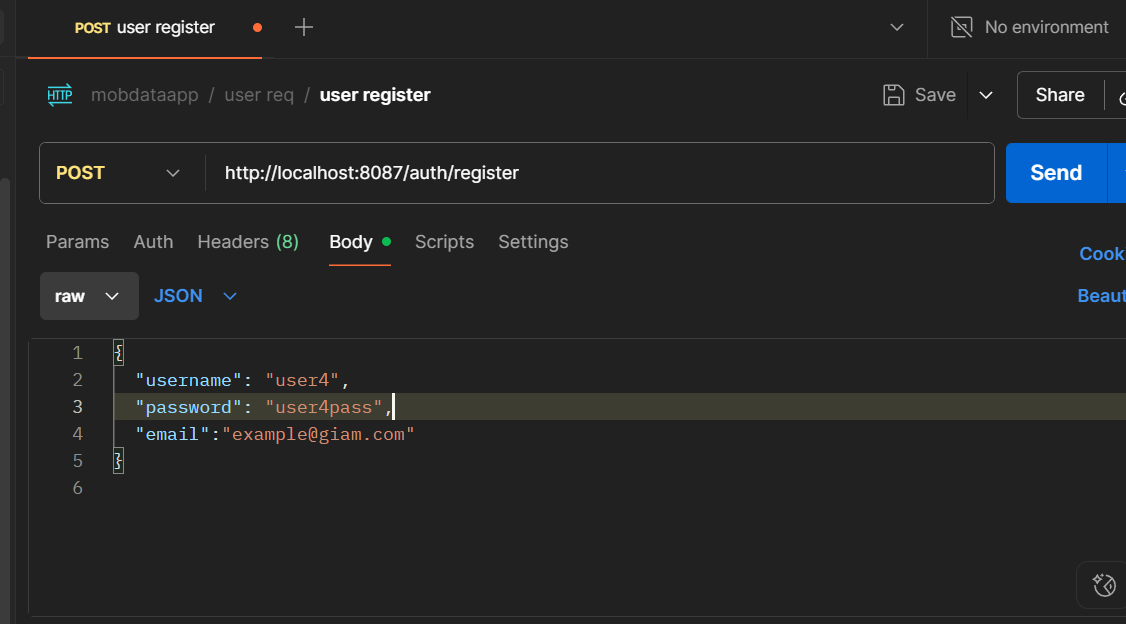 POST user register
No environment
HTTP mobdataapp / user req / user register
Save
Share
POST http://localhost:8087/auth/register
Send
Params Auth Headers (8) Body Scripts Settings
Cook
raw JSON
Beaut
1 {
2 "username": "user4",
3 "password": "user4pass",
4 "email":"example@giam.com"
5 }
6